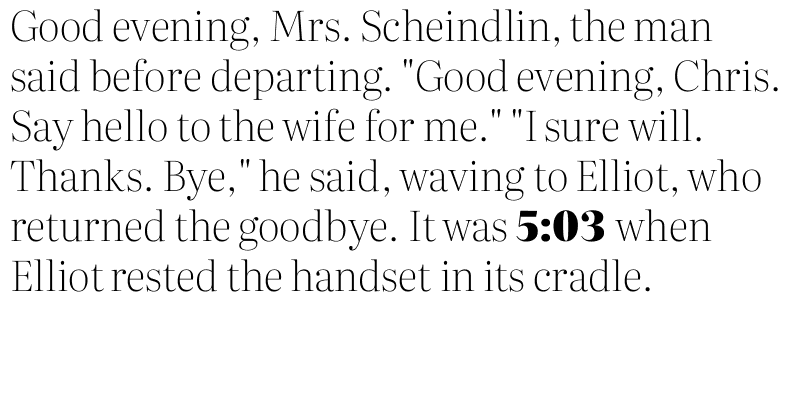 Good evening, Mrs. Scheindlin, the man
said before departing. "Good evening, Chris.
Say hello to the wife for me." "I sure will.
Thanks. Bye," he said, waving to Elliot, who
returned the goodbye. It was 5:03 when
Elliot rested the handset in its cradle.